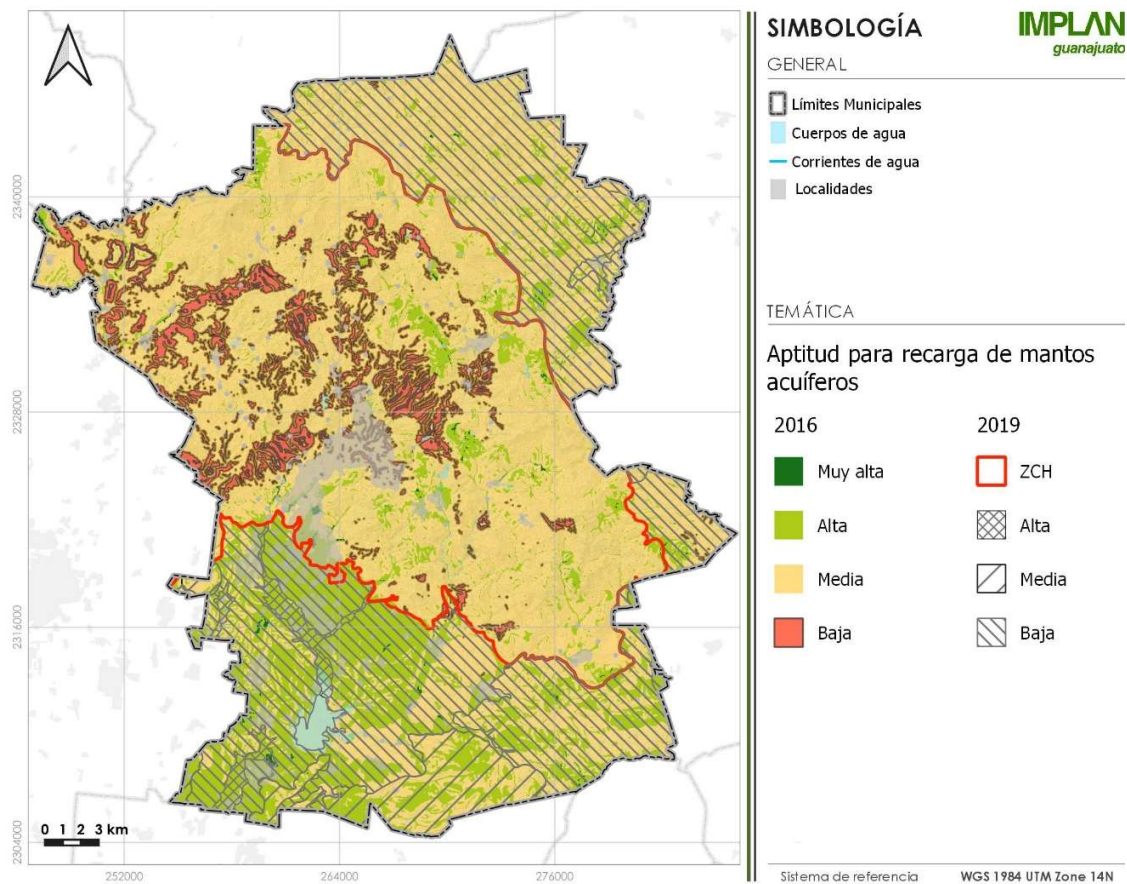 SIMBOLOGÍA
IMPLAN
guanajuato
GENERAL
Límites Municipales
Cuerpos de agua
Corrientes de agua
Localidades
TEMÁTICA
Aptitud para recarga de mantos
acuíferos
2016
2019
Muy alta
ZCH
Alta
Alta
Media
Media
Baja
Baja
2340000
2328000
2316000
2304000
0 1 2 3 km
252000
264000
276000
Sistema de referencia
WGS 1984 UTM Zone 14N